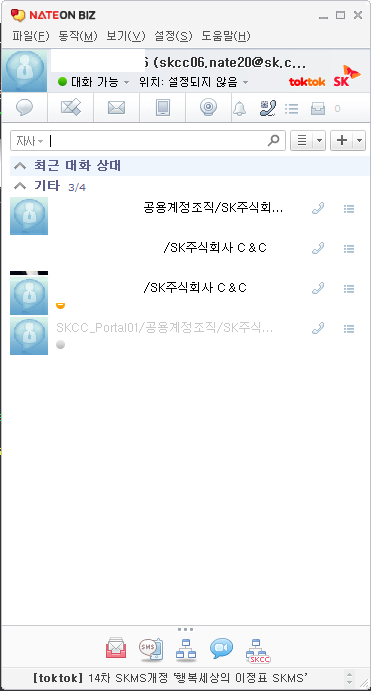 NATEON BIZ
파일(F) 동작(M) 보기(V) 설정(S) 도움말(H)
6 (skcc06.nate20@sk.c...
대화 가능 위치: 설정되지 않음 toktok SK
0
자사
최근 대화 상대
기타 3/4
공용계정조직/SK주식회...
/SK주식회사 C & C
/SK주식회사 C & C
SKCC_Portal01/공용계정조직/SK주식...
SMS
SKCC
[toktok] 14차 SKMS개정 '행복세상의 이정표 SKMS'